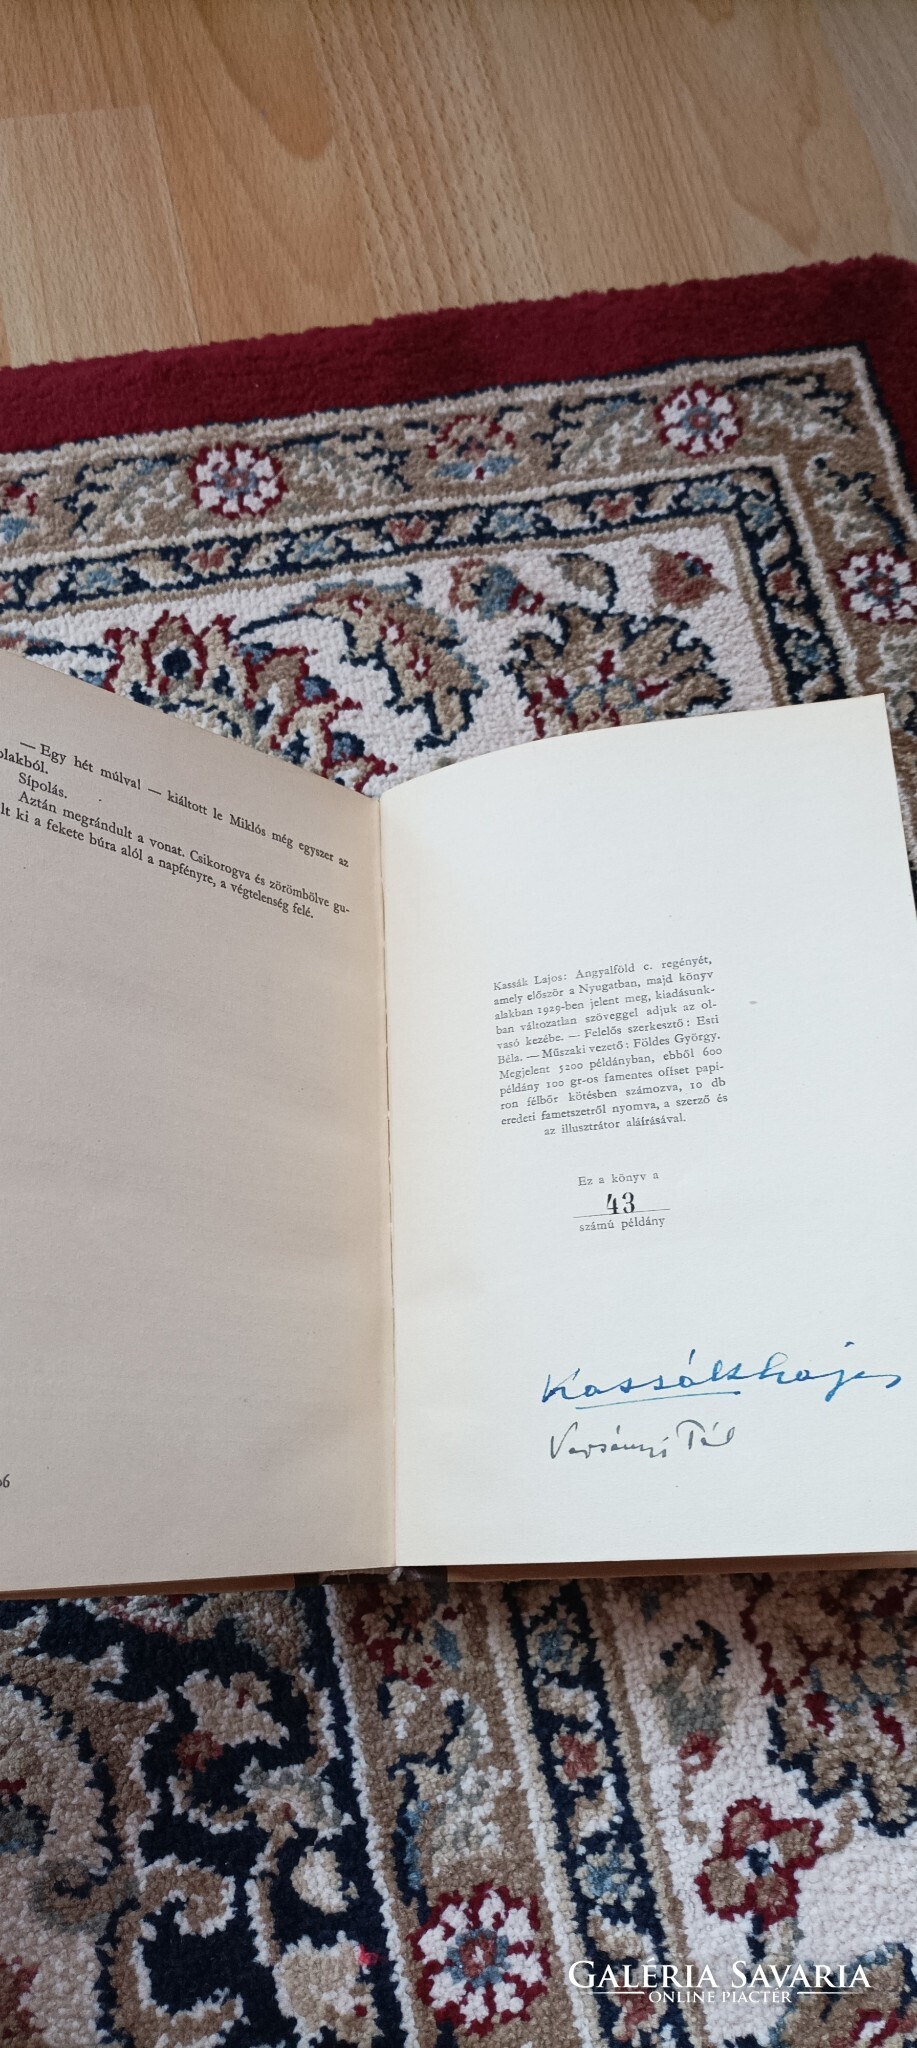 — Egy hét múlva! — kiáltott le Miklós még egyszer az
olakból.
Sípolás.
Aztán megrándult a vonat. Csikorogva és zörömbölve gu-
lt ki a fekete búra alól a napfényre, a végtelenség felé.
06
Kassák Lajos: Angyalföld c. regényét,
amely először a Nyugatban, majd könyv
alakban 1929-ben jelent meg, kiadásunk-
ban változatlan szöveggel adjuk az ol-
vasó kezébe. — Felelős szerkesztő: Esti
Béla. — Műszaki vezető: Földes György.
Megjelent 5200 példányban, ebből 600
példány 100 gr-os famentes offset papí-
ron félbőr kötésben számozva, 10 db
eredeti fametszetről nyomva, a szerző és
az illusztrátor aláírásával.
Ez a könyv a
43
számú példány
Kassák Lajos
Varsányi Pál
GALÉRIA SAVARIA
ONLINE PIACTÉR